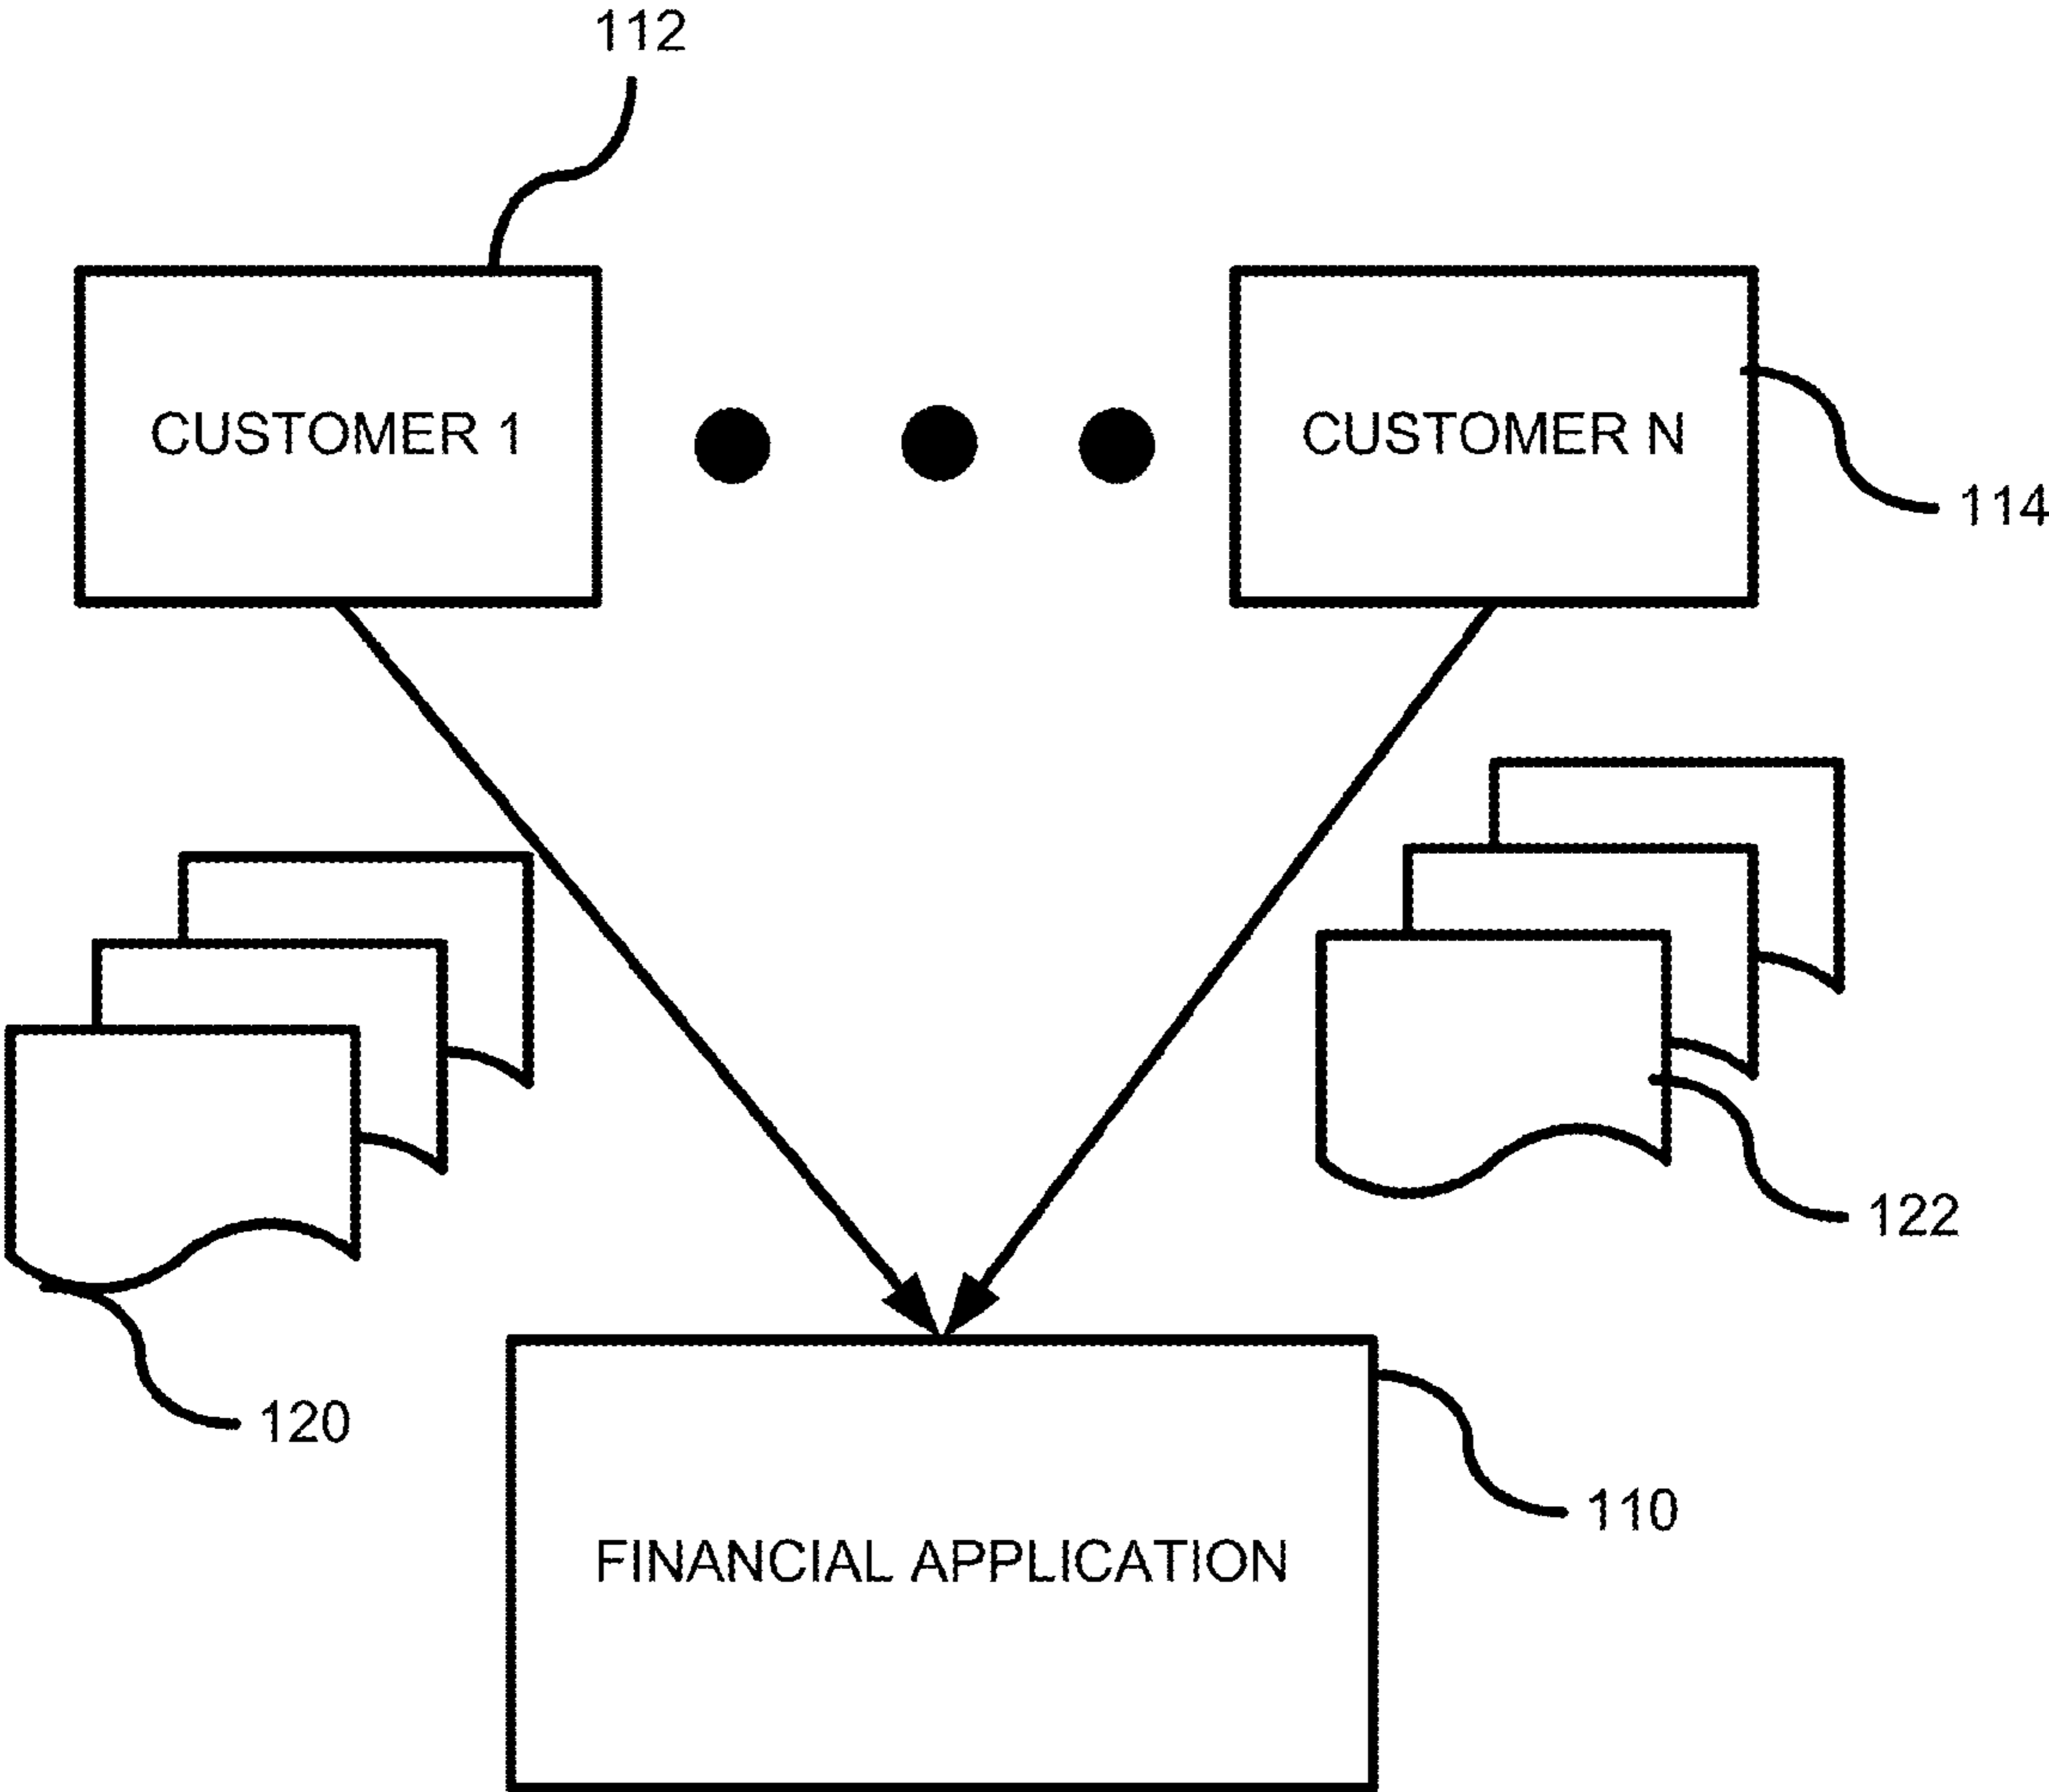 112
CUSTOMER 1
CUSTOMER N
114
122
120
110
FINANCIAL APPLICATION